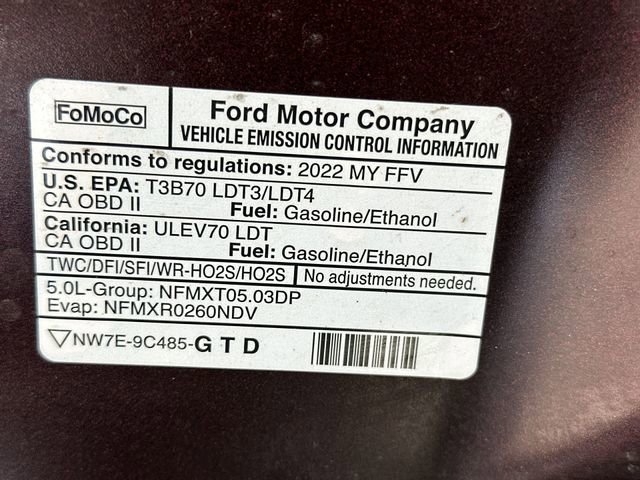 FoMoCo
Ford Motor Company
VEHICLE EMISSION CONTROL INFORMATION
Conforms to regulations: 2022 MY FFV
U.S. EPA: T3B70 LDT3/LDT4
CA OBD II Fuel: Gasoline/Ethanol
California: ULEV70 LDT
CA OBD II Fuel: Gasoline/Ethanol
TWC/DFI/SFI/WR-HO2S/HO2S No adjustments needed.
5.0L-Group: NFMXT05.03DP
Evap: NFMXR0260NDV
NW7E-9C485-GTD